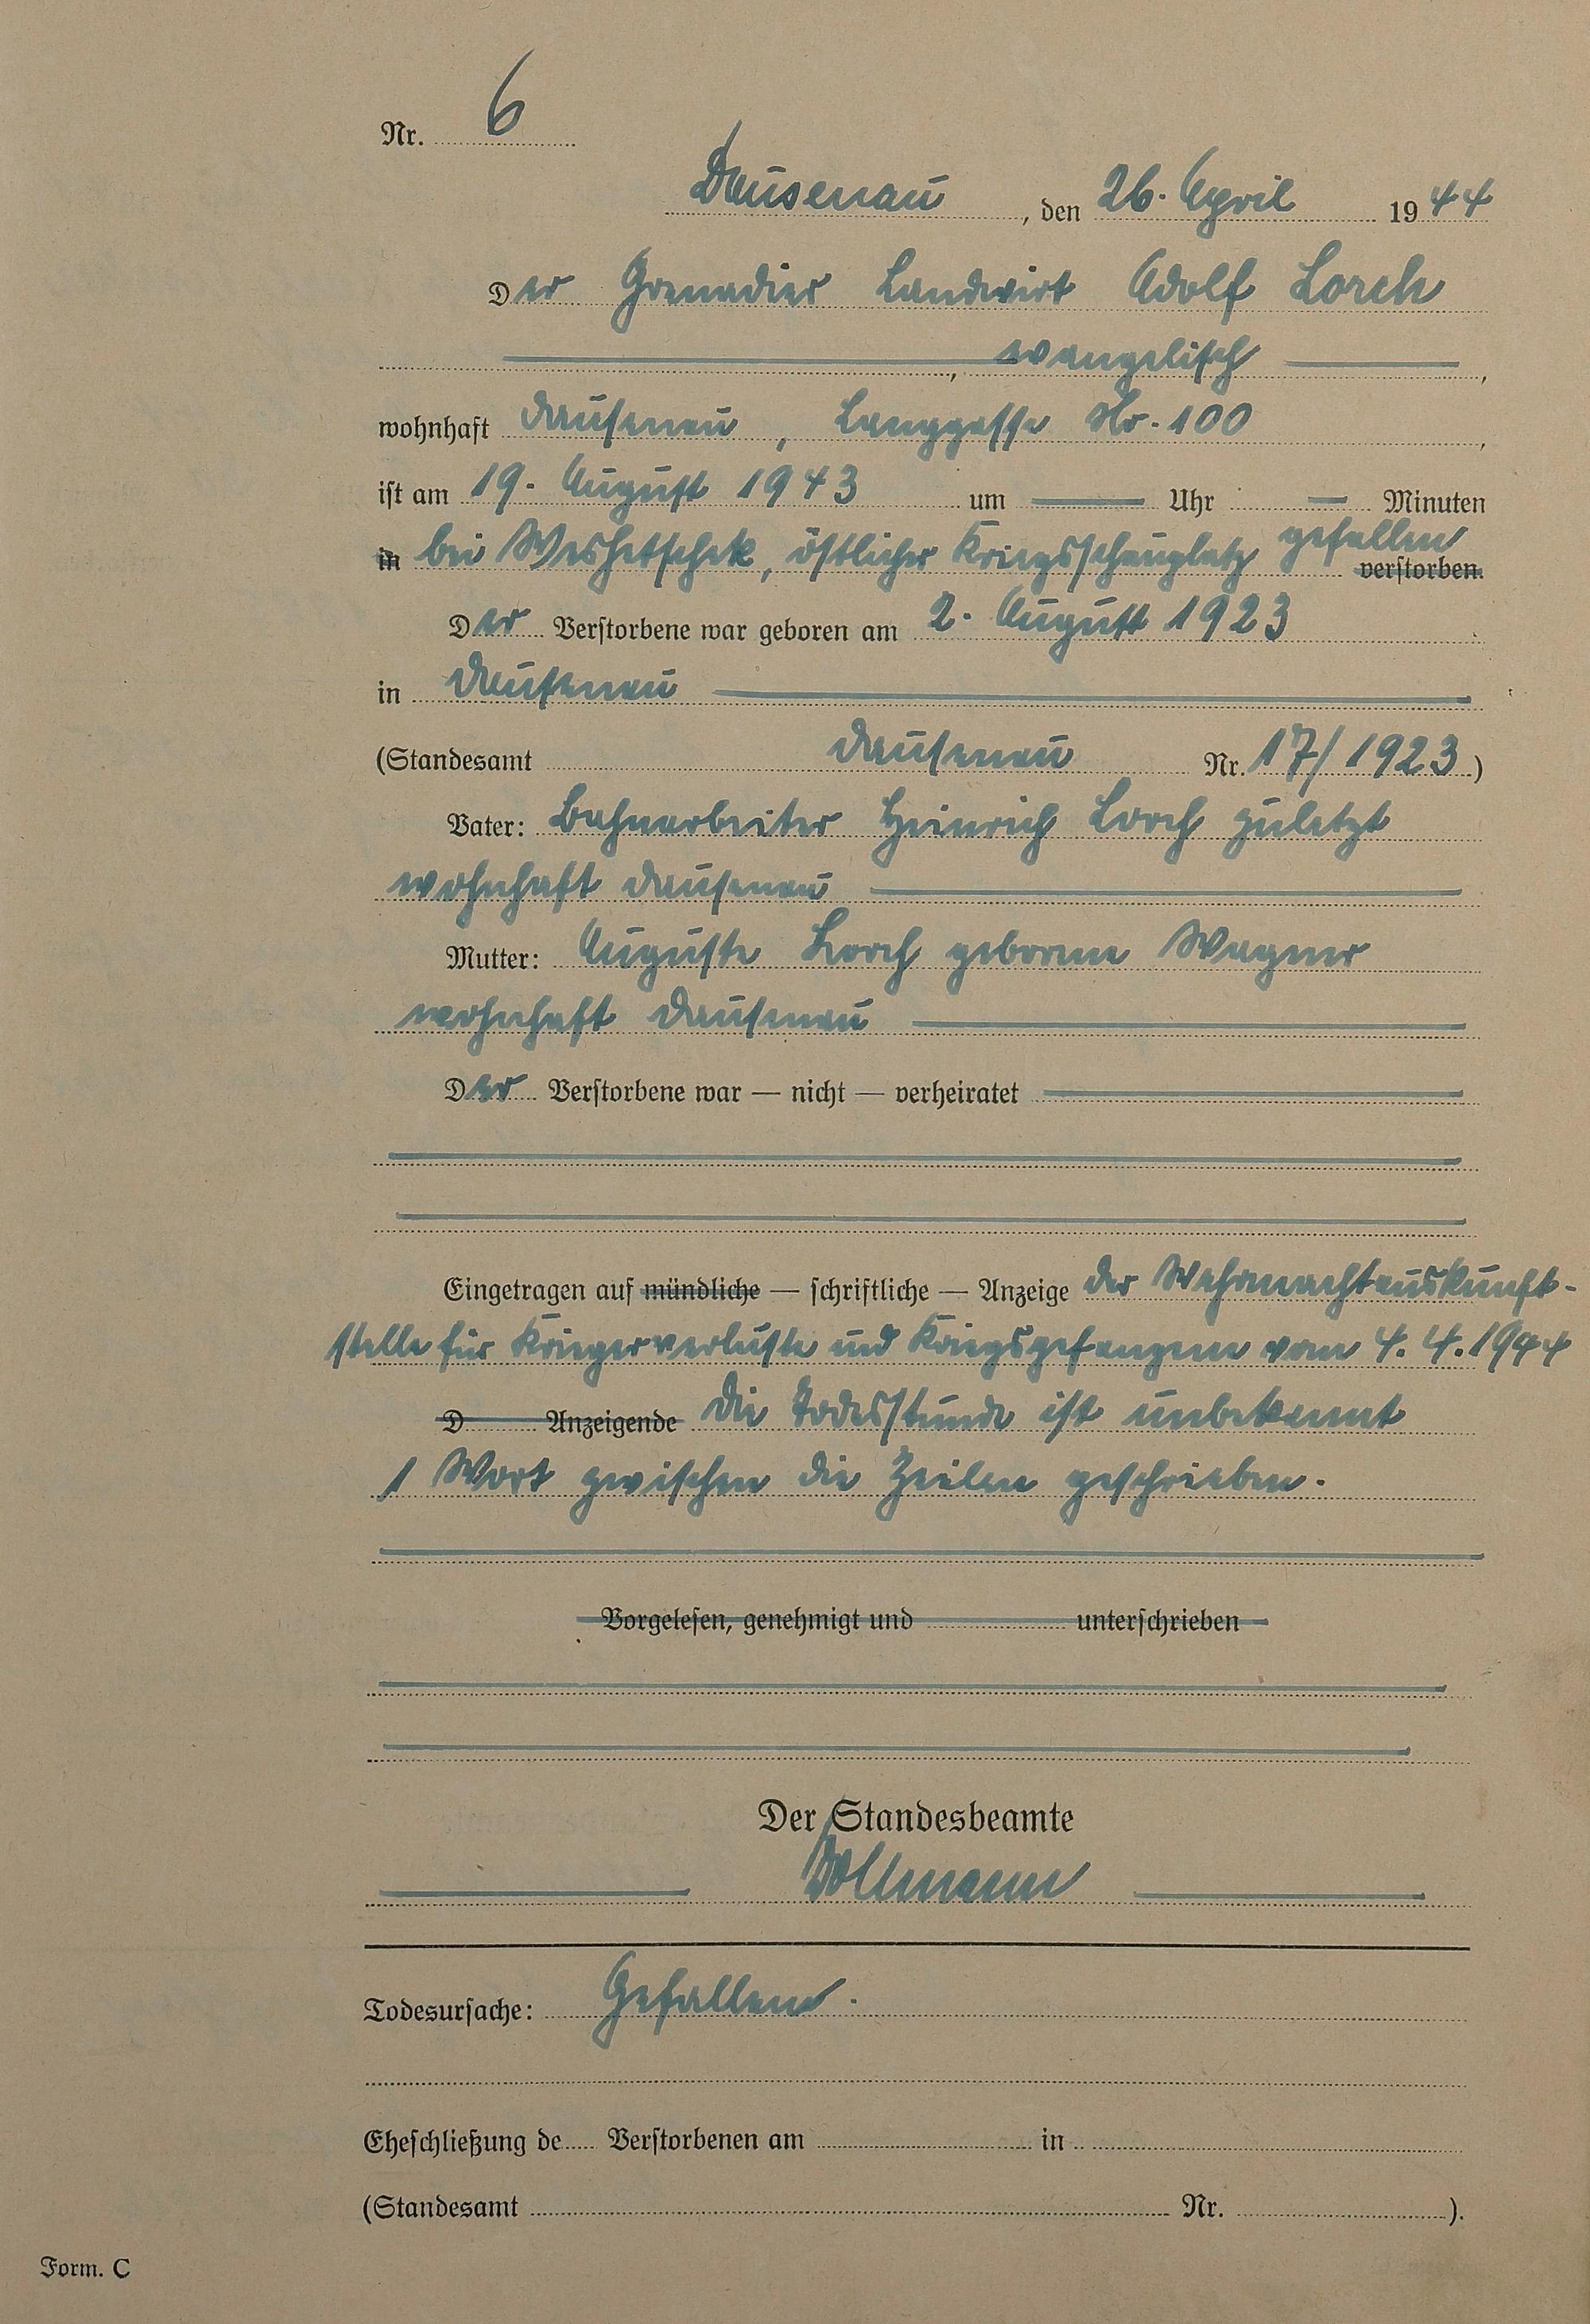 Nr. 6
Dausenau, den 26. April 1944
Der Grenadier Landwirt Adolf Lorch
, evangelisch,
wohnhaft Dausenau, Langgasse Nr. 100,
ist am 19. August 1943 um — Uhr — Minuten
in bei Weshetschek, östlicher Kriegsschauplatz gefallen verstorben.
Der Verstorbene war geboren am 2. August 1923
in Dausenau
(Standesamt Dausenau Nr. 17/1923)
Vater: Bahnarbeiter Heinrich Lorch zuletzt
wohnhaft Dausenau
Mutter: Auguste Lorch geborene Wagner
wohnhaft Dausenau
Der Verstorbene war — nicht — verheiratet
Eingetragen auf mündliche — schriftliche — Anzeige der Wehrmachtauskunft-
stelle für Kriegerverluste und Kriegsgefangene vom 4. 4. 1944
D Anzeigende Die Todesstunde ist unbekannt
1 Wort zwischen die Zeilen geschrieben.
Vorgelesen, genehmigt und unterschrieben
Der Standesbeamte
Todesursache: Gefallen.
Eheschließung de Verstorbenen am in
(Standesamt Nr. ).
Form. C